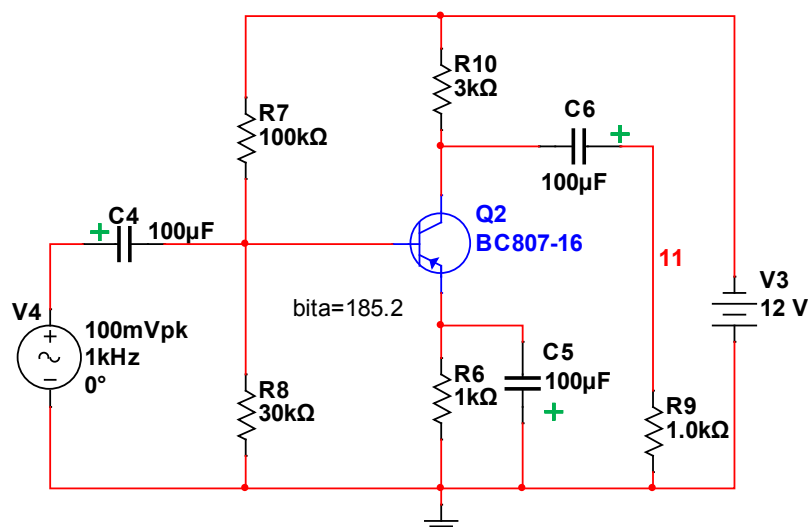 R10
3kΩ
C6
+
R7
100kΩ
100µF
C4
+
100µF
Q2
BC807-16
11
V3
12 V
bita=185.2
V4
100mVpk
1kHz
0°
+
−
C5
100µF
+
R8
30kΩ
R6
1kΩ
R9
1.0kΩ